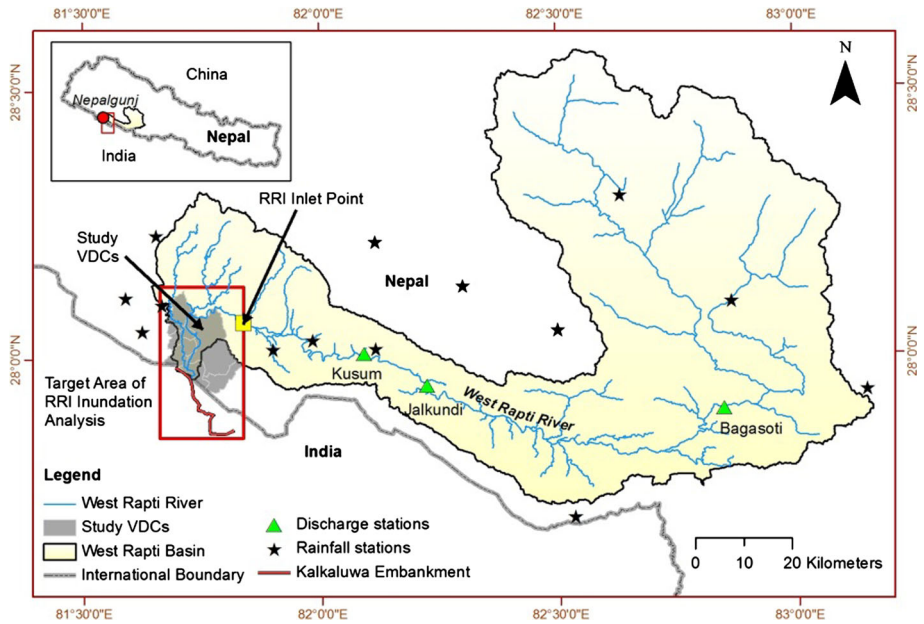 81°30'0"E
82°00'0"E
82°30'0"E
83°00'0"E
28°30'0"N
28°30'0"N
China
Nepalgunj
Nepal
India
N
RRI Inlet Point
Study
VDCs
Nepal
28°0'0"N
28°0'0"N
Kusum
Jalkundi
West Rapti River
Bagasoti
Target Area of
RRI Inundation
Analysis
India
Legend
West Rapti River
Study VDCs
West Rapti Basin
International Boundary
Discharge stations
Rainfall stations
Kalkaluwa Embankment
0 10 20 Kilometers
81°30'0"E
82°0'0"E
82°30'0"E
83°0'0"E